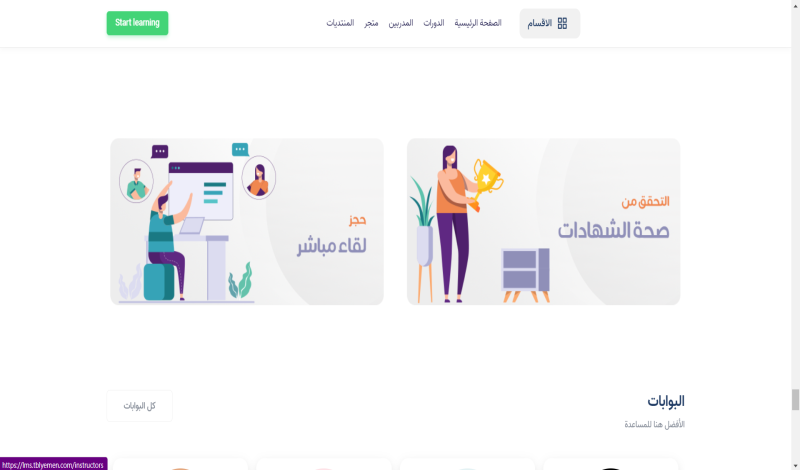 الاقسام
الصفحة الرئيسية
الدورات
المدربين
متجر
المنتديات
Start learning
التحقق من
صحة الشهادات
حجز
لقاء مباشر
البوابات
الأفضل هنا للمساعدة
كل البوابات
https://lms.tblyemen.com/instructors